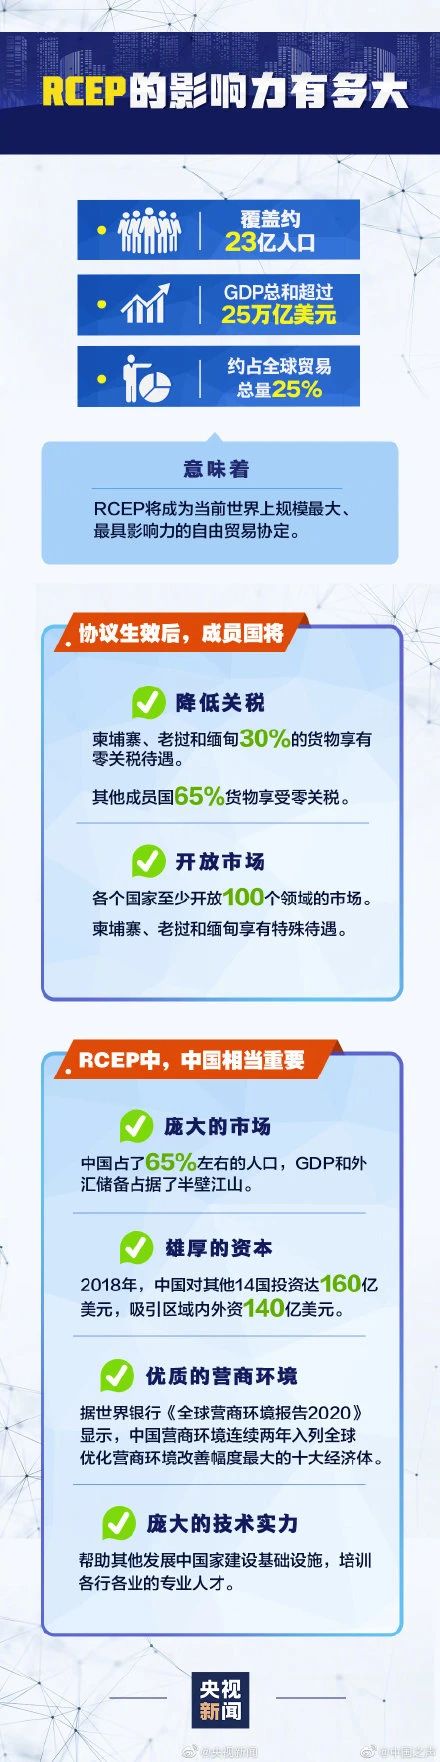 RCEP的影响力有多大
覆盖约
23亿人口
GDP总和超过
25万亿美元
约占全球贸易
总量25%
意味着
RCEP将成为当前世界上规模最大、
最具影响力的自由贸易协定。
协议生效后，成员国将
降低关税
柬埔寨、老挝和缅甸30%的货物享有
零关税待遇。
其他成员国65%货物享受零关税。
开放市场
各个国家至少开放100个领域的市场。
柬埔寨、老挝和缅甸享有特殊待遇。
RCEP中，中国相当重要
庞大的市场
中国占了65%左右的人口，GDP和外
汇储备占据了半壁江山。
雄厚的资本
2018年，中国对其他14国投资达160亿
美元，吸引区域内外资140亿美元。
优质的营商环境
据世界银行《全球营商环境报告2020》
显示，中国营商环境连续两年入列全球
优化营商环境改善幅度最大的十大经济体。
庞大的技术实力
帮助其他发展中国家建设基础设施，培训
各行各业的专业人才。
央视
新闻
@央视新闻
@中国之声